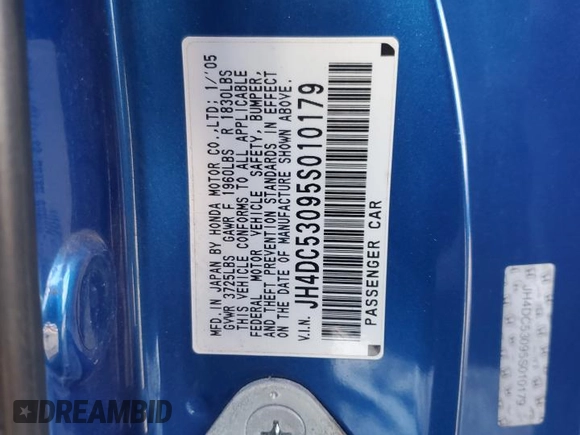 MFD. IN JAPAN BY HONDA MOTOR CO.,LTD; 1/'05
GVWR 3725LBS GAWR F 1960LBS R 1830LBS
THIS VEHICLE CONFORMS TO ALL APPLICABLE
FEDERAL MOTOR VEHICLE SAFETY, BUMPER,
AND THEFT PREVENTION STANDARDS IN EFFECT
ON THE DATE OF MANUFACTURE SHOWN ABOVE.
V.I.N. JH4DC53095S010179
PASSENGER CAR
JH4DC53095S010179
DREAMBID